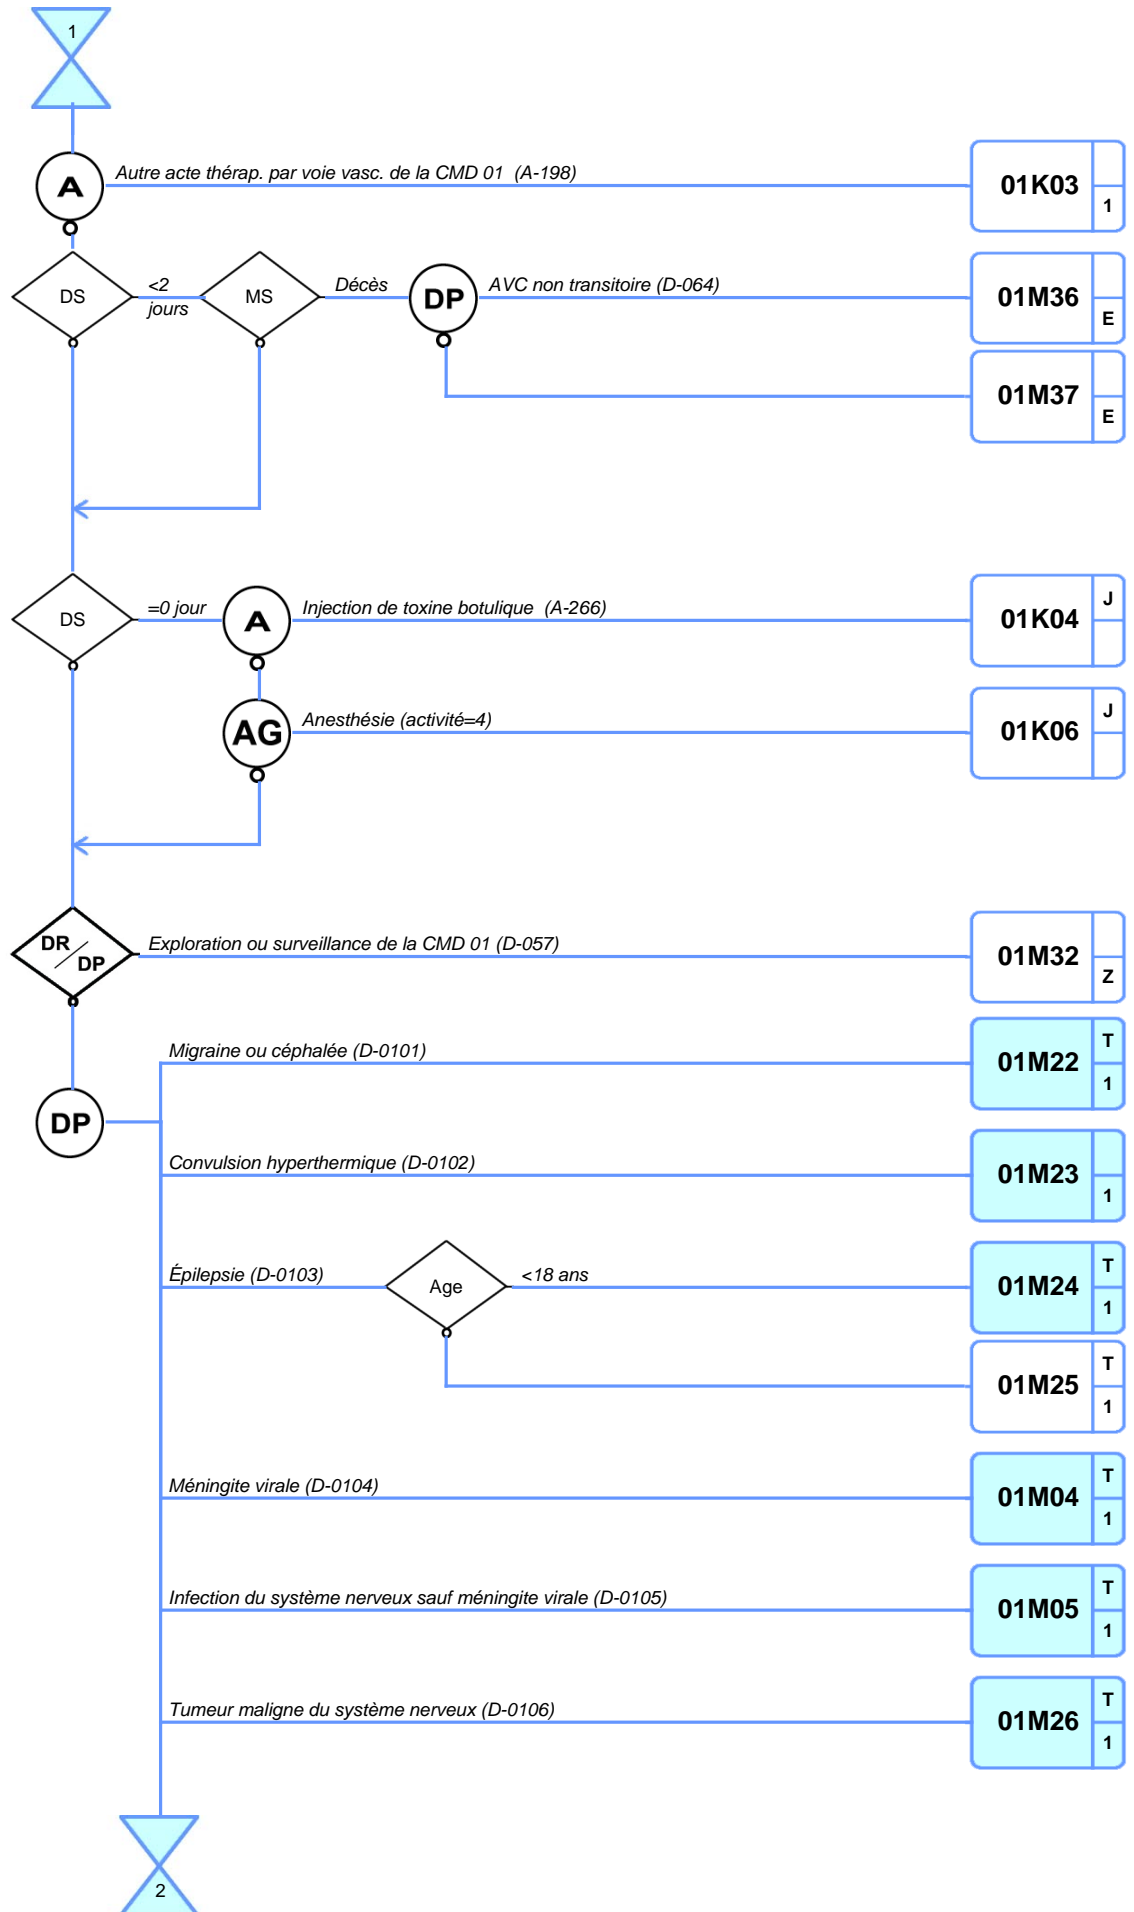 1
A
Autre acte thérap. par voie vasc. de la CMD 01 (A-198)
01K03
1
DS
<2
jours
MS
Décès
DP
AVC non transitoire (D-064)
01M36
E
01M37
E
DS
=0 jour
A
Injection de toxine botulique (A-266)
01K04
J
AG
Anesthésie (activité=4)
01K06
J
DR
DP
Exploration ou surveillance de la CMD 01 (D-057)
01M32
Z
Migraine ou céphalée (D-0101)
01M22
T
1
DP
Convulsion hyperthermique (D-0102)
01M23
1
Épilepsie (D-0103)
Age
<18 ans
01M24
T
1
01M25
T
1
Méningite virale (D-0104)
01M04
T
1
Infection du système nerveux sauf méningite virale (D-0105)
01M05
T
1
Tumeur maligne du système nerveux (D-0106)
01M26
T
1
2